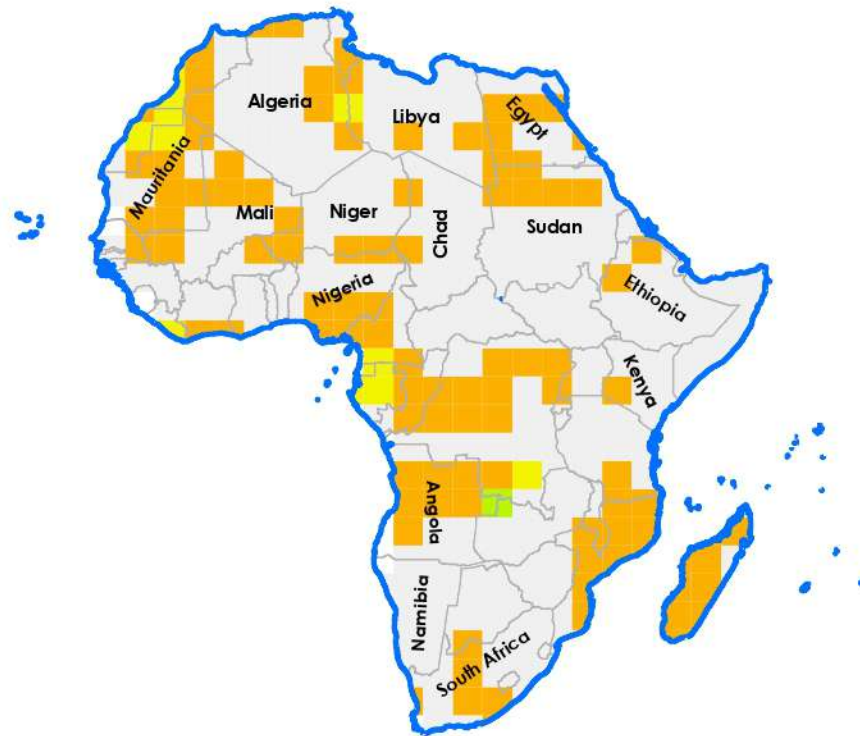 Algeria
Libya
Egypt
Mauritania
Mali
Niger
Chad
Sudan
Nigeria
Ethiopia
Kenya
Angola
Namibia
South Africa